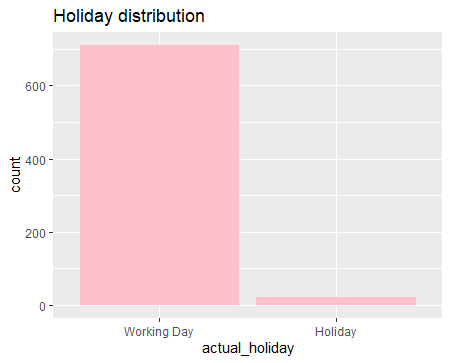 Holiday distribution
600
400
200
0
count
Working Day
Holiday
actual_holiday